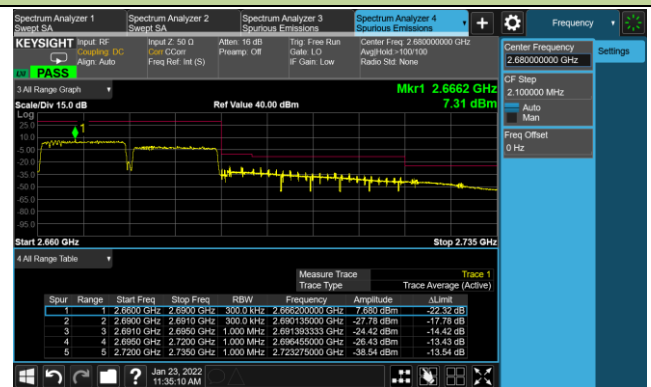 Spectrum Analyzer 1
Swept SA
Spectrum Analyzer 2
Swept SA
Spectrum Analyzer 3
Spurious Emissions
Spectrum Analyzer 4
Spurious Emissions
Frequency
KEYSIGHT
Input: RF
Coupling: DC
Align: Auto
Input Z: 50 Ω
Corr CCorr
Freq Ref: Int (S)
Atten: 16 dB
Preamp: Off
Trig: Free Run
Gate: LO
IF Gain: Low
Center Freq: 2.680000000 GHz
Avg|Hold:>100/100
Radio Std: None
PASS
Center Frequency
2.680000000 GHz
Settings
CF Step
2.100000 MHz
Auto
Man
Freq Offset
0 Hz
3 All Range Graph
Mkr1 2.6662 GHz
Scale/Div 15.0 dB
Ref Value 40.00 dBm
7.31 dBm
Log
25.0
10.0
-5.00
-20.0
-35.0
-50.0
-65.0
-80.0
-95.0
1
Start 2.660 GHz
Stop 2.735 GHz
4 All Range Table
Measure Trace Trace 1
Trace Type Trace Average (Active)
Spur Range Start Freq Stop Freq RBW Frequency Amplitude ΔLimit
1 1 2.6600 GHz 2.6900 GHz 300.0 kHz 2.666200000 GHz 7.680 dBm -22.32 dB
2 2 2.6900 GHz 2.6910 GHz 300.0 kHz 2.690135000 GHz -27.78 dBm -17.78 dB
3 3 2.6910 GHz 2.6950 GHz 1.000 MHz 2.691393333 GHz -24.42 dBm -14.42 dB
4 4 2.6950 GHz 2.7200 GHz 1.000 MHz 2.696455000 GHz -26.43 dBm -13.43 dB
5 5 2.7200 GHz 2.7350 GHz 1.000 MHz 2.723275000 GHz -38.54 dBm -13.54 dB
Jan 23, 2022
11:35:10 AM